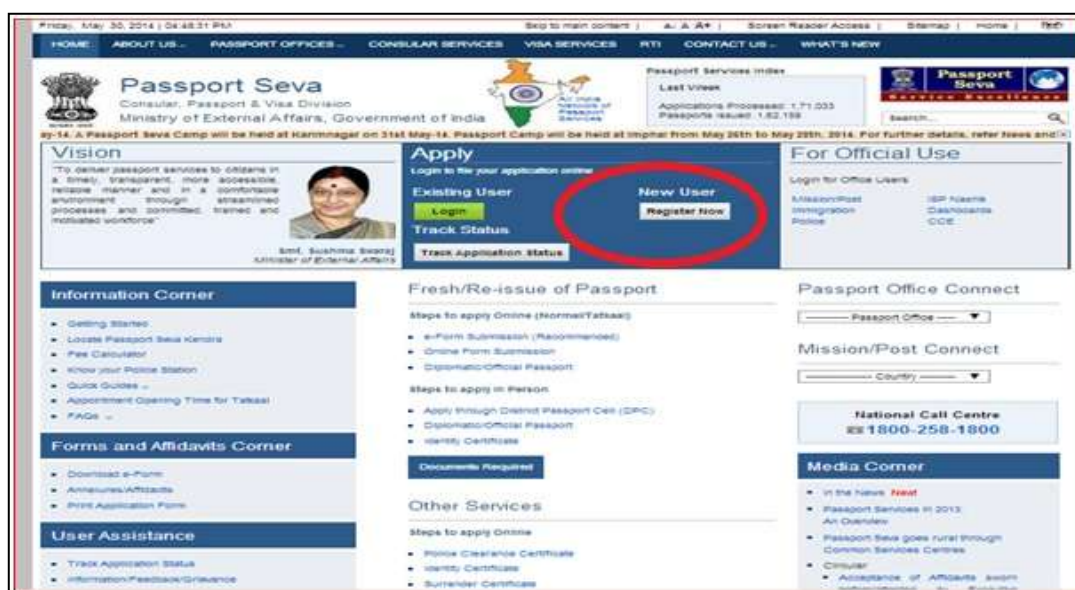 Friday, May 30, 2014 | 04:48:31 PM
Skip to main content | A- A A+ | Screen Reader Access | Sitemap | Home | हिंदी
HOME ABOUT US PASSPORT OFFICES CONSULAR SERVICES VISA SERVICES RTI CONTACT US WHAT'S NEW
Passport Seva
Consular, Passport & Visa Division
Ministry of External Affairs, Government of India
All India
Network of
Passport
Services
Passport Services Index
Last Week
Applications Processed: 1,71,033
Passports Issued: 1,62,159
Passport
Seva
Service Excellence
Search...
ay-14. A Passport Seva Camp will be held at Karimnagar on 31st May-14. Passport Camp will be held at Imphal from May 26th to May 29th, 2014. For further details, refer News and
Vision
"To deliver passport services to citizens in
a timely, transparent, more accessible,
reliable manner and in a comfortable
environment through streamlined
processes and committed, trained and
motivated workforce"
Smt. Sushma Swaraj
Minister of External Affairs
Apply
Login to file your application online
Existing User
Login
New User
Register Now
Track Status
Track Application Status
For Official Use
Login for Office Users
Mission/Post
Immigration
Police
ISP Nashik
Dashboards
CCE
Information Corner
Getting Started
Locate Passport Seva Kendra
Fee Calculator
Know your Police Station
Quick Guides
Appointment Opening Time for Tatkaal
FAQs
Forms and Affidavits Corner
Download e-Form
Annexures/Affidavits
Print Application Form
User Assistance
Track Application Status
Information/Feedback/Grievance
Fresh/Re-issue of Passport
Steps to apply Online (Normal/Tatkaal)
e-Form Submission (Recommended)
Online Form Submission
Diplomatic/Official Passport
Steps to apply in Person
Apply through District Passport Cell (DPC)
Diplomatic/Official Passport
Identity Certificate
Documents Required
Other Services
Steps to apply Online
Police Clearance Certificate
Identity Certificate
Surrender Certificate
Passport Office Connect
--------- Passport Office ----- ▼
Mission/Post Connect
------------- Country ----- ▼
National Call Centre
1800-258-1800
Media Corner
In the News New!
Passport Services in 2013:
An Overview
Passport Seva goes rural through
Common Services Centres
Circular
Acceptance of Affidavits sworn